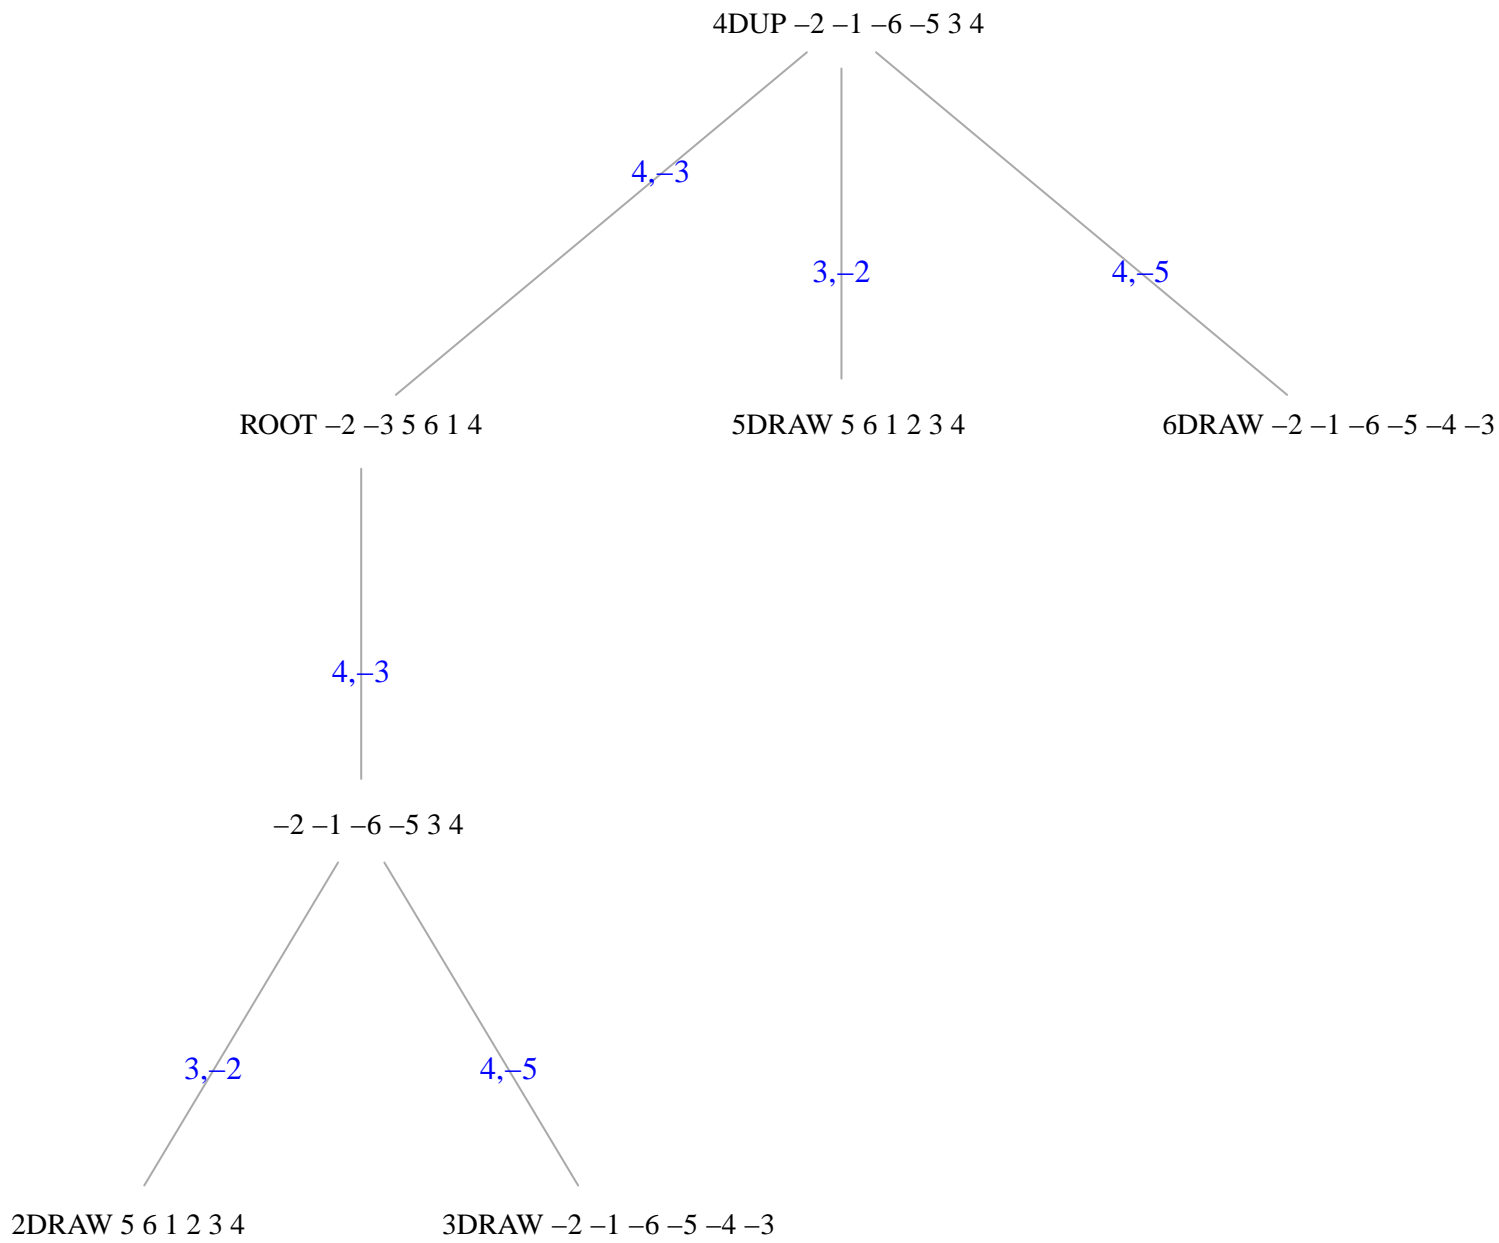 4DUP –2 –1 –6 –5 3 4
4,–3
3,–2
4,–5
ROOT –2 –3 5 6 1 4
5DRAW 5 6 1 2 3 4
6DRAW –2 –1 –6 –5 –4 –3
4,–3
–2 –1 –6 –5 3 4
3,–2
4,–5
2DRAW 5 6 1 2 3 4
3DRAW –2 –1 –6 –5 –4 –3